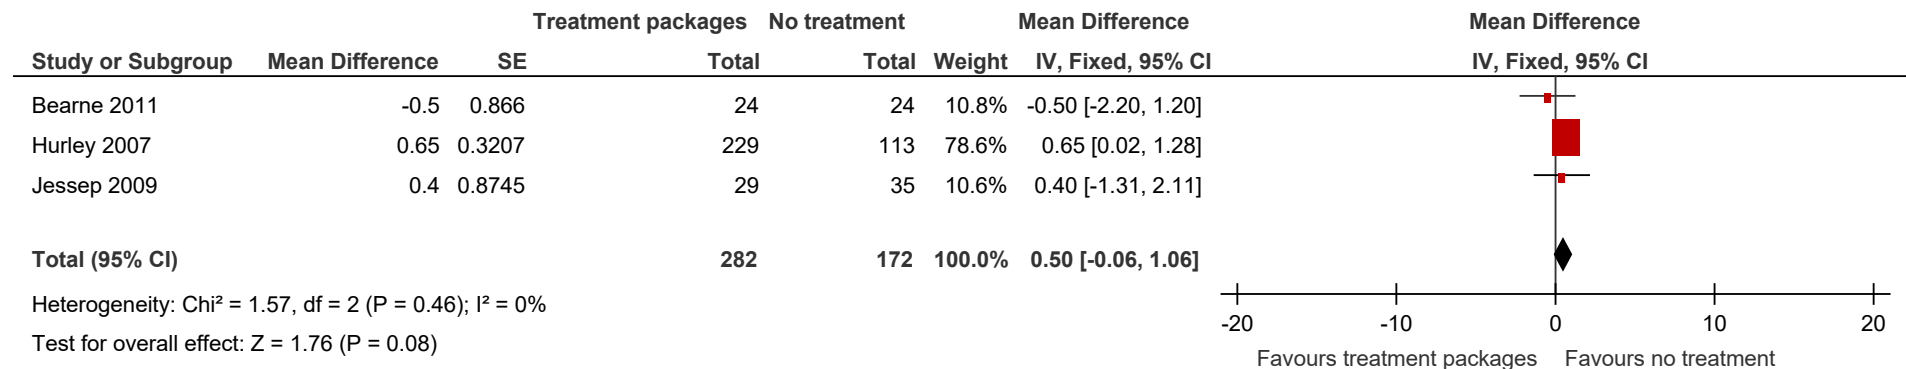 Treatment packages No treatment Mean Difference Mean Difference
Study or Subgroup Mean Difference SE Total Total Weight IV, Fixed, 95% CI IV, Fixed, 95% CI
Bearne 2011 -0.5 0.866 24 24 10.8% -0.50 [-2.20, 1.20]
Hurley 2007 0.65 0.3207 229 113 78.6% 0.65 [0.02, 1.28]
Jessep 2009 0.4 0.8745 29 35 10.6% 0.40 [-1.31, 2.11]
Total (95% CI) 282 172 100.0% 0.50 [-0.06, 1.06]
Heterogeneity: Chi² = 1.57, df = 2 (P = 0.46); I² = 0%
Test for overall effect: Z = 1.76 (P = 0.08)
-20 -10 0 10 20
Favours treatment packages Favours no treatment